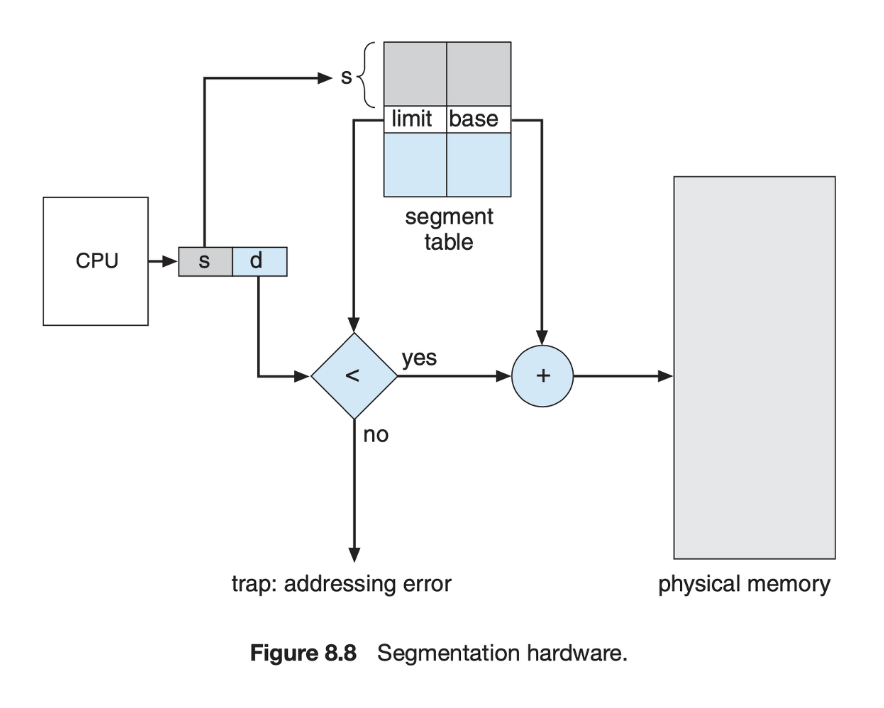 s
limit base
segment
table
CPU
s d
yes
<
+
no
trap: addressing error
physical memory
Figure 8.8 Segmentation hardware.